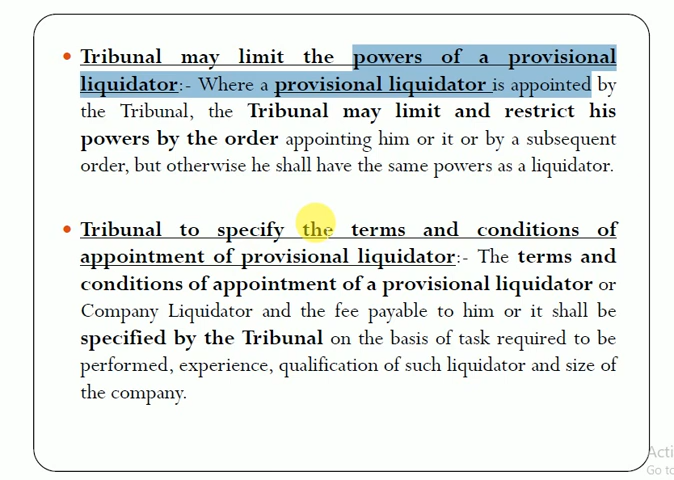 Tribunal may limit the powers of a provisional
liquidator:- Where a provisional liquidator is appointed by
the Tribunal, the Tribunal may limit and restrict his
powers by the order appointing him or it or by a subsequent
order, but otherwise he shall have the same powers as a liquidator.
Tribunal to specify the terms and conditions of
appointment of provisional liquidator:- The terms and
conditions of appointment of a provisional liquidator or
Company Liquidator and the fee payable to him or it shall be
specified by the Tribunal on the basis of task required to be
performed, experience, qualification of such liquidator and size of
the company.
Acti
Go to